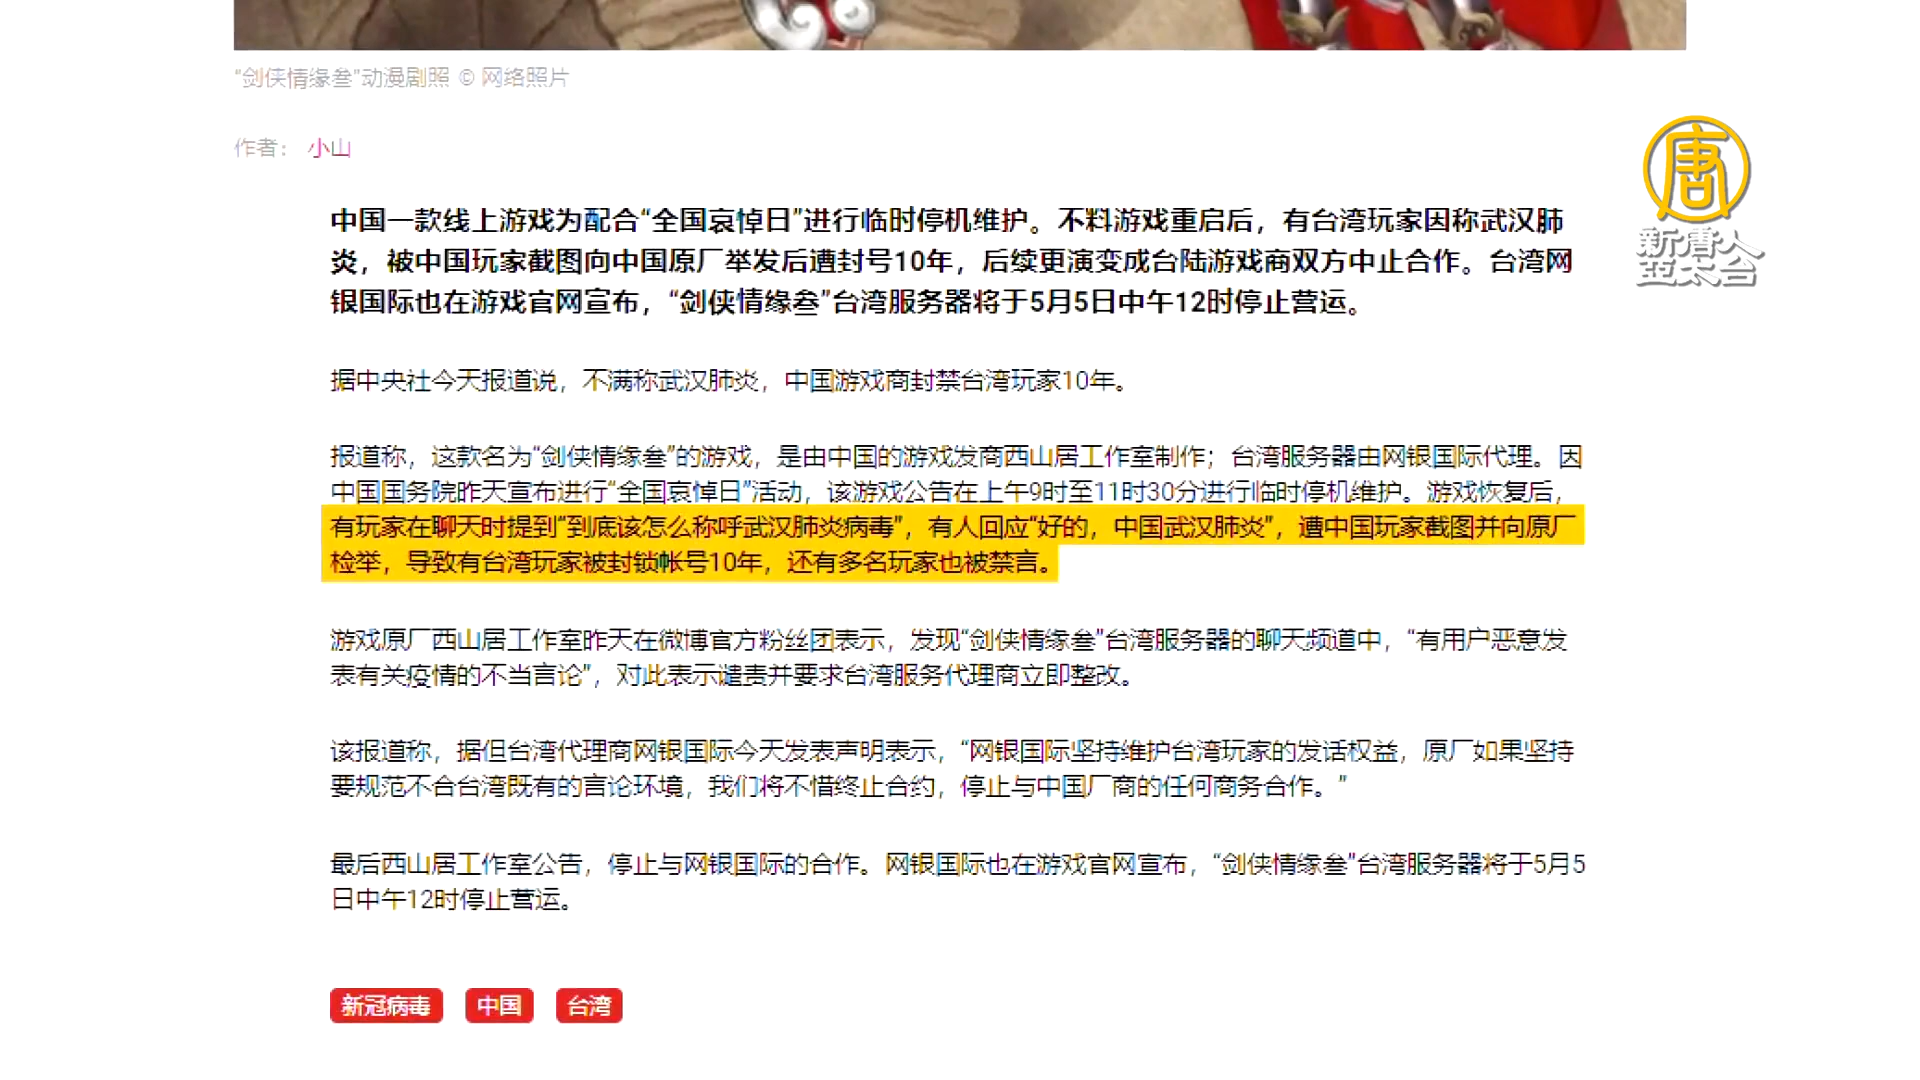 “剑侠情缘叁”动漫剧照 © 网络照片
作者： 小山
唐
新唐人
亞太台
中国一款线上游戏为配合“全国哀悼日”进行临时停机维护。不料游戏重启后，有台湾玩家因称武汉肺
炎，被中国玩家截图向中国原厂举发后遭封号10年，后续更演变成台陆游戏商双方中止合作。台湾网
银国际也在游戏官网宣布，“剑侠情缘叁”台湾服务器将于5月5日中午12时停止营运。
据中央社今天报道说，不满称武汉肺炎，中国游戏商封禁台湾玩家10年。
报道称，这款名为“剑侠情缘叁”的游戏，是由中国的游戏发商西山居工作室制作；台湾服务器由网银国际代理。因
中国国务院昨天宣布进行“全国哀悼日”活动，该游戏公告在上午9时至11时30分进行临时停机维护。游戏恢复后，
有玩家在聊天时提到“到底该怎么称呼武汉肺炎病毒”，有人回应“好的，中国武汉肺炎”，遭中国玩家截图并向原厂
检举，导致有台湾玩家被封锁帐号10年，还有多名玩家也被禁言。
游戏原厂西山居工作室昨天在微博官方粉丝团表示，发现“剑侠情缘叁”台湾服务器的聊天频道中，“有用户恶意发
表有关疫情的不当言论”，对此表示谴责并要求台湾服务代理商立即整改。
该报道称，据但台湾代理商网银国际今天发表声明表示，“网银国际坚持维护台湾玩家的发话权益，原厂如果坚持
要规范不合台湾既有的言论环境，我们将不惜终止合约，停止与中国厂商的任何商务合作。”
最后西山居工作室公告，停止与网银国际的合作。网银国际也在游戏官网宣布，“剑侠情缘叁”台湾服务器将于5月5
日中午12时停止营运。
新冠病毒 中国 台湾